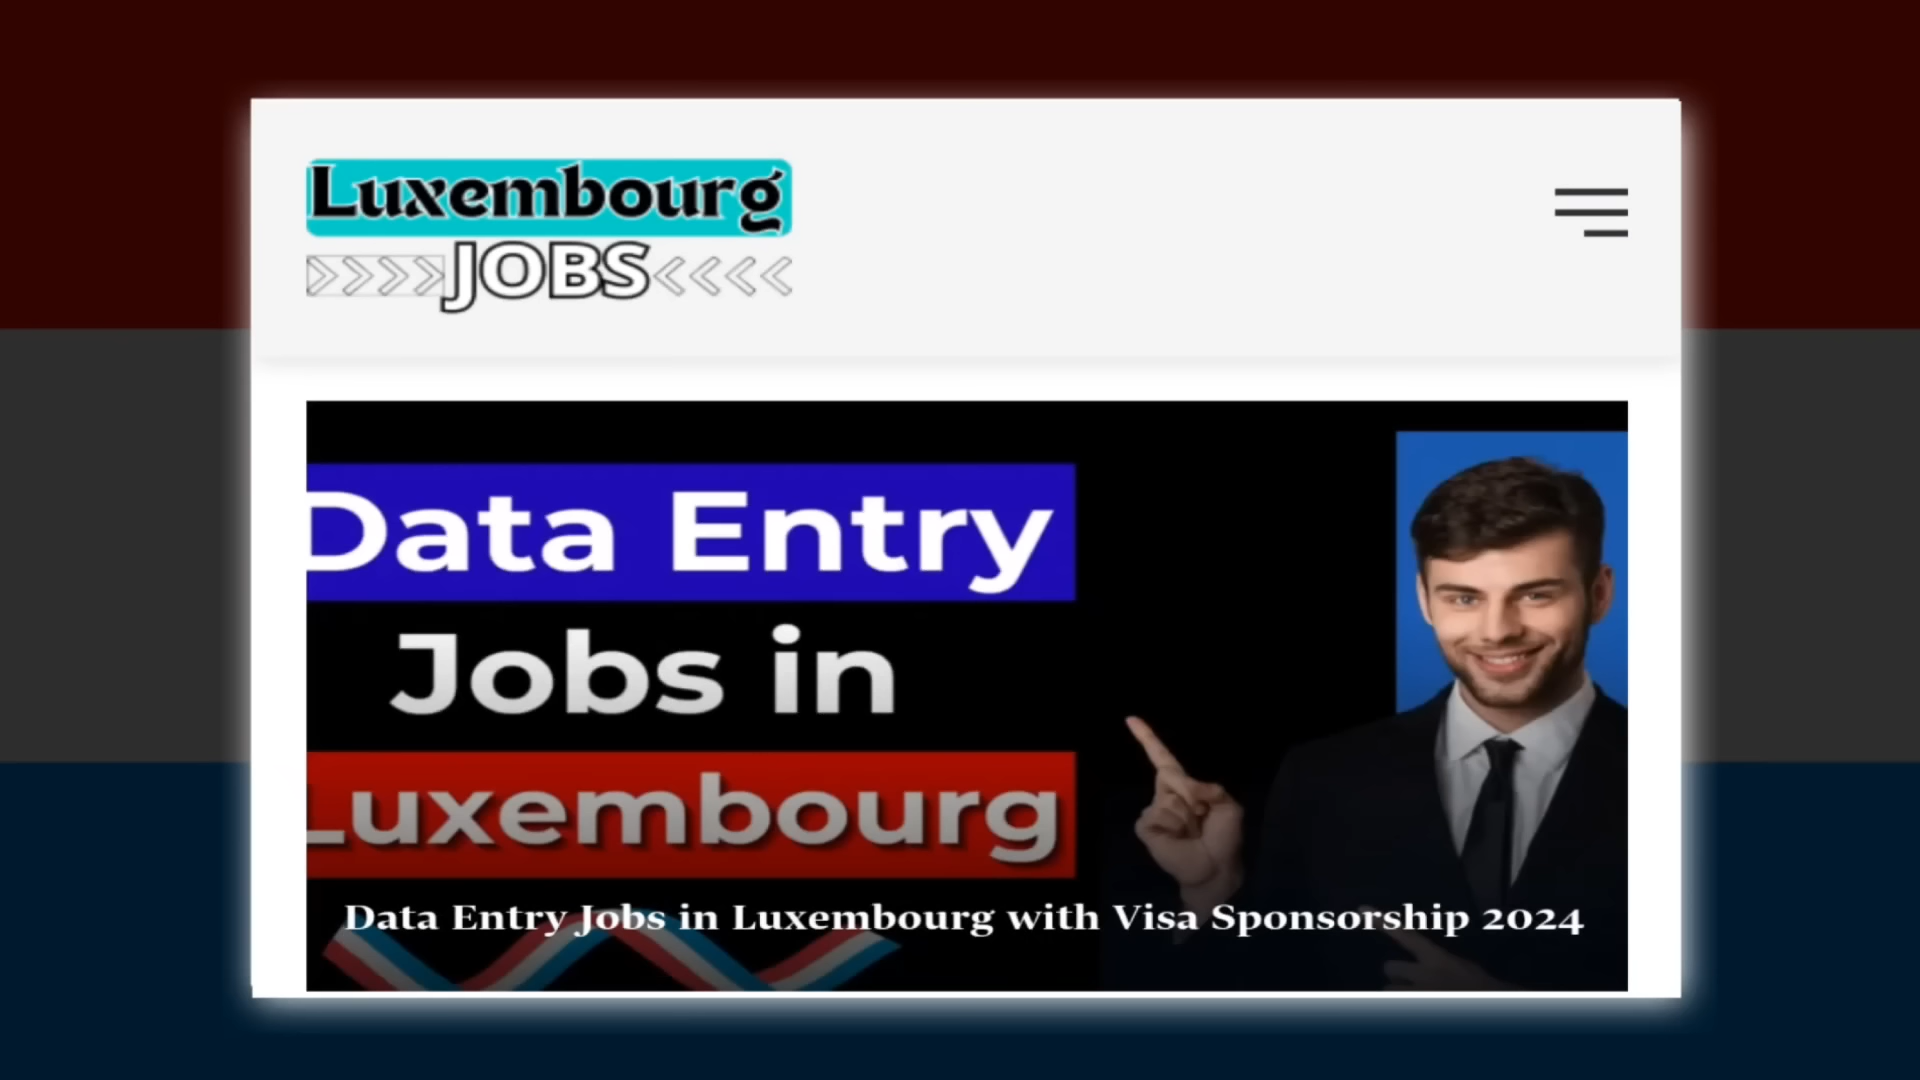 Luxembourg
JOBS
Data Entry
Jobs in
Luxembourg
Data Entry Jobs in Luxembourg with Visa Sponsorship 2024